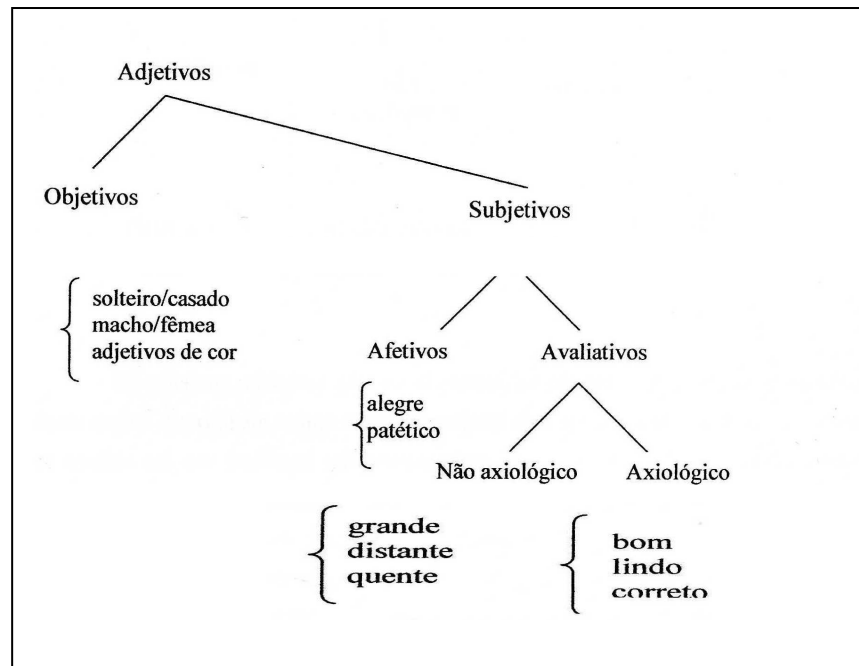 Adjetivos
Objetivos
Subjetivos
solteiro/casado
macho/fêmea
adjetivos de cor
Afetivos
Avaliativos
alegre
patético
Não axiológico
Axiológico
grande
distante
quente
bom
lindo
correto